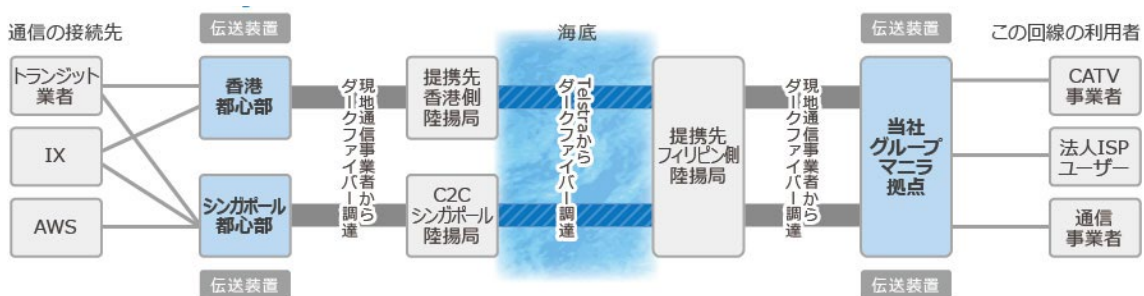 通信の接続先
伝送装置
海底
伝送装置
この回線の利用者
トランジット
業者
IX
AWS
香港
都心部
シンガポール
都心部
現地通信事業者から
ダークファイバー調達
提携先
香港側
陸揚局
C2C
シンガポール
陸揚局
Telstraから
ダークファイバー調達
提携先
フィリピン側
陸揚局
現地通信事業者から
ダークファイバー調達
当社
グループ
マニラ
拠点
CATV
事業者
法人ISP
ユーザー
通信
事業者
伝送装置
伝送装置